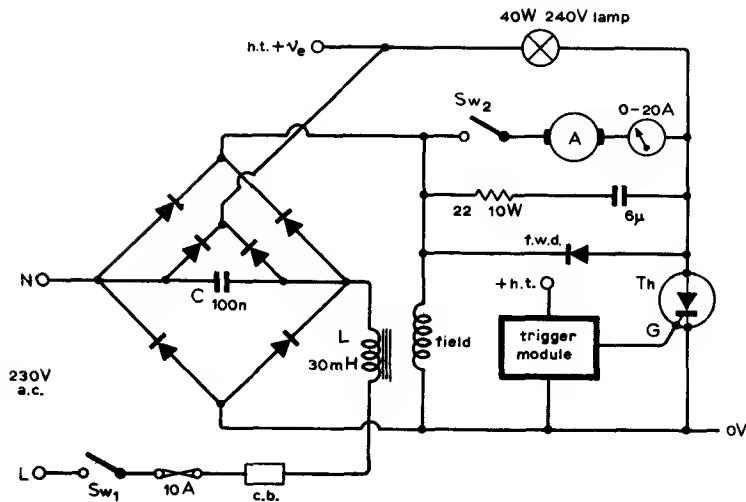 40W 240V lamp
h.t.+νe
Sw2
0-20A
A
22 10W
6μ
f.w.d.
N
C 100n
+h.t.
Th
G
trigger
module
L
30mH
field
230V
a.c.
0V
L
Sw1
10A
c.b.